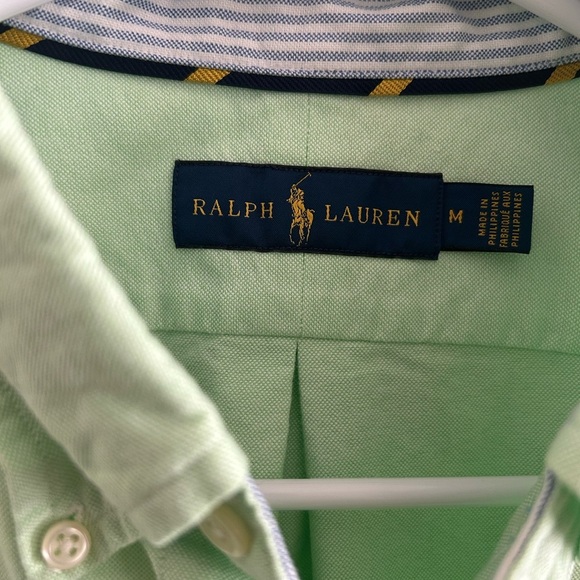 RALPH LAUREN
M
MADE IN
PHILIPPINES
FABRIQUÉ AUX
PHILIPPINES